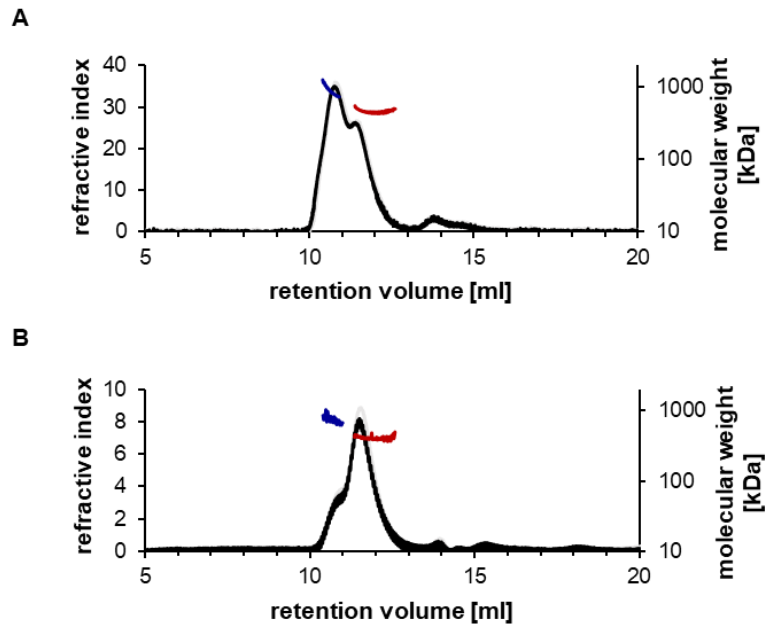 A
refractive index
40
30
20
10
0
5
10
15
20
retention volume [ml]
1000
100
10
molecular weight
[kDa]
B
refractive index
10
8
6
4
2
0
5
10
15
20
retention volume [ml]
1000
100
10
molecular weight
[kDa]